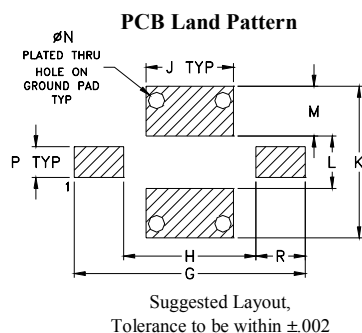 PCB Land Pattern
øN
PLATED THRU
HOLE ON
GROUND PAD
TYP
J TYP
M
P TYP
L
K
1
H
R
G
Suggested Layout,
Tolerance to be within ±.002